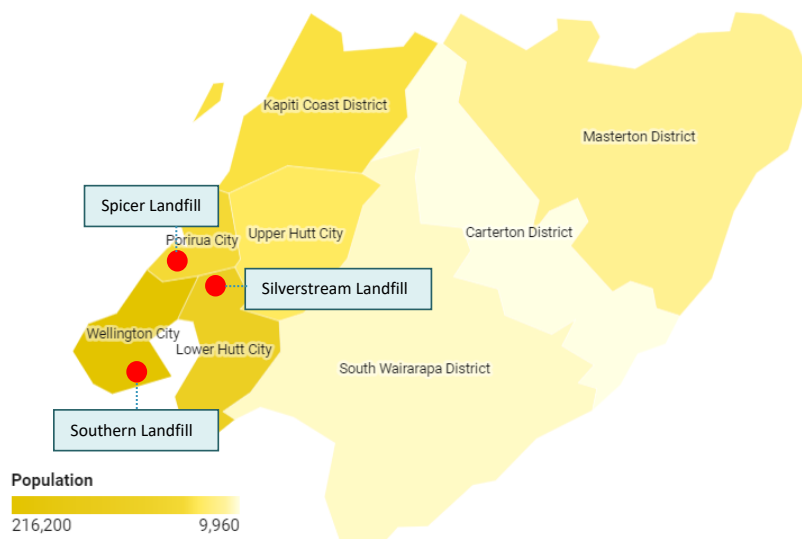 Kapiti Coast District
Masterton District
Spicer Landfill
Porirua City
Upper Hutt City
Carterton District
Silverstream Landfill
Wellington City
Lower Hutt City
South Wairarapa District
Southern Landfill
Population
216,200
9,960